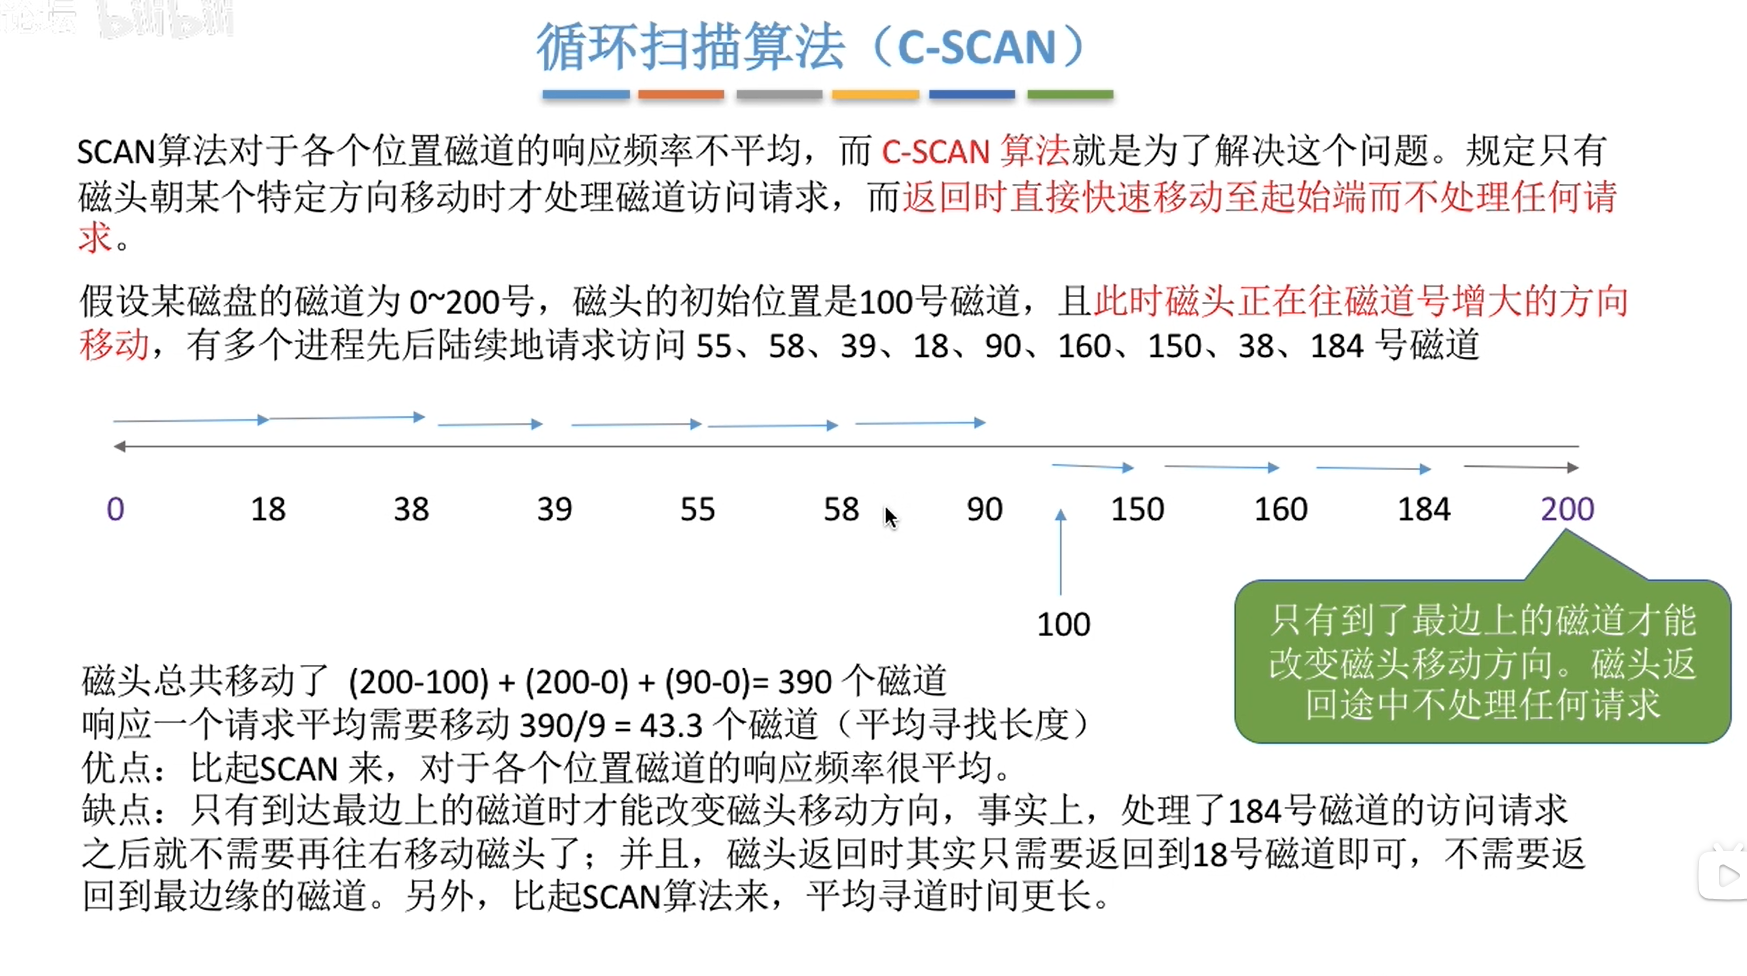 论坛 bilibili
循环扫描算法（C-SCAN）
SCAN算法对于各个位置磁道的响应频率不平均，而 C-SCAN 算法就是为了解决这个问题。规定只有
磁头朝某个特定方向移动时才处理磁道访问请求，而返回时直接快速移动至起始端而不处理任何请
求。
假设某磁盘的磁道为 0~200号，磁头的初始位置是100号磁道，且此时磁头正在往磁道号增大的方向
移动，有多个进程先后陆续地请求访问 55、58、39、18、90、160、150、38、184 号磁道
0 18 38 39 55 58 90 150 160 184 200
100
只有到了最边上的磁道才能
改变磁头移动方向。磁头返
回途中不处理任何请求
磁头总共移动了 (200-100) + (200-0) + (90-0)= 390 个磁道
响应一个请求平均需要移动 390/9 = 43.3 个磁道（平均寻找长度）
优点：比起SCAN 来，对于各个位置磁道的响应频率很平均。
缺点：只有到达最边上的磁道时才能改变磁头移动方向，事实上，处理了184号磁道的访问请求
之后就不需要再往右移动磁头了；并且，磁头返回时其实只需要返回到18号磁道即可，不需要返
回到最边缘的磁道。另外，比起SCAN算法来，平均寻道时间更长。